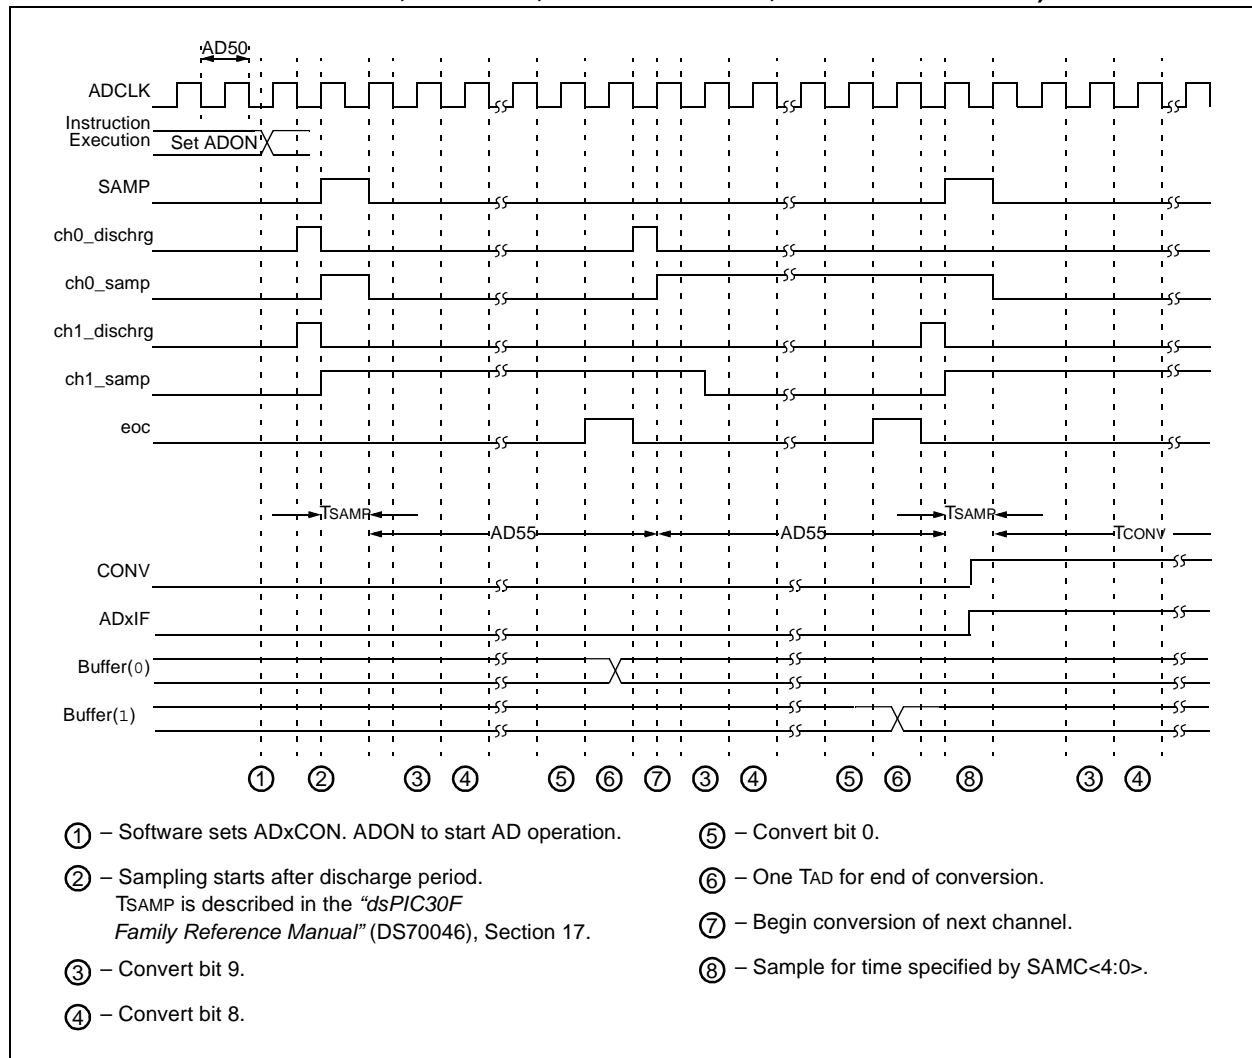 AD50
ADCLK
Instruction
Execution
Set ADON
SAMP
ch0_dischrg
ch0_samp
ch1_dischrg
ch1_samp
eoc
TSAMP
TSAMP
AD55
AD55
TCONV
CONV
ADxIF
Buffer(0)
Buffer(1)
1 2 3 4 5 6 7 3 4 5 6 8 3 4
1 – Software sets ADxCON. ADON to start AD operation.
2 – Sampling starts after discharge period.
TSAMP is described in the “dsPIC30F
Family Reference Manual” (DS70046), Section 17.
3 – Convert bit 9.
4 – Convert bit 8.
5 – Convert bit 0.
6 – One TAD for end of conversion.
7 – Begin conversion of next channel.
8 – Sample for time specified by SAMC<4:0>.